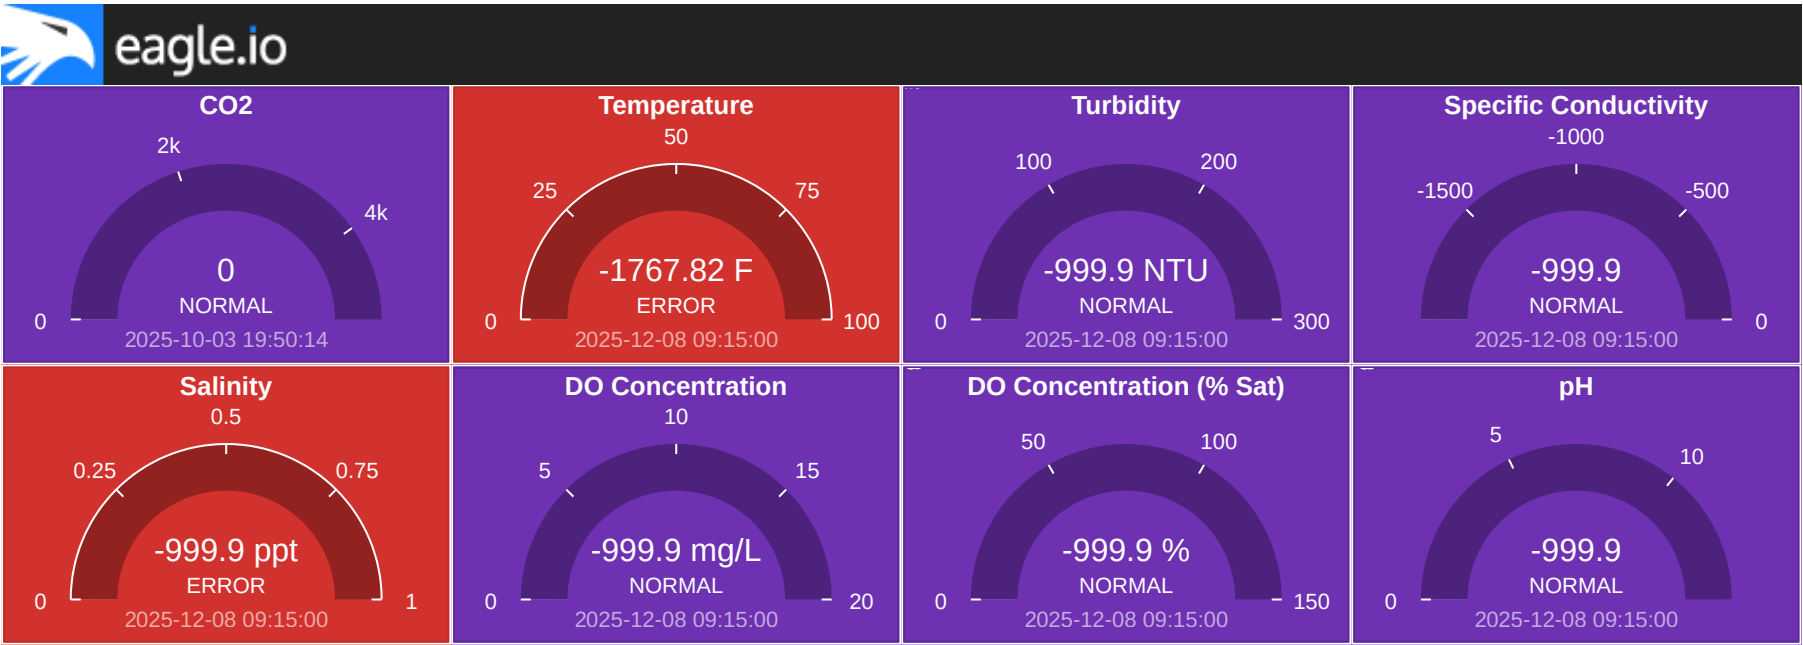 eagle.io
CO2
2k
4k
0
NORMAL
0
2025-10-03 19:50:14
Temperature
50
25
75
-1767.82 F
ERROR
0
100
2025-12-08 09:15:00
Turbidity
100
200
-999.9 NTU
NORMAL
0
300
2025-12-08 09:15:00
Specific Conductivity
-1000
-1500
-500
-999.9
NORMAL
0
2025-12-08 09:15:00
Salinity
0.5
0.25
0.75
-999.9 ppt
ERROR
0
1
2025-12-08 09:15:00
DO Concentration
10
5
15
-999.9 mg/L
NORMAL
0
20
2025-12-08 09:15:00
DO Concentration (% Sat)
50
100
-999.9 %
NORMAL
0
150
2025-12-08 09:15:00
pH
5
10
-999.9
NORMAL
0
2025-12-08 09:15:00